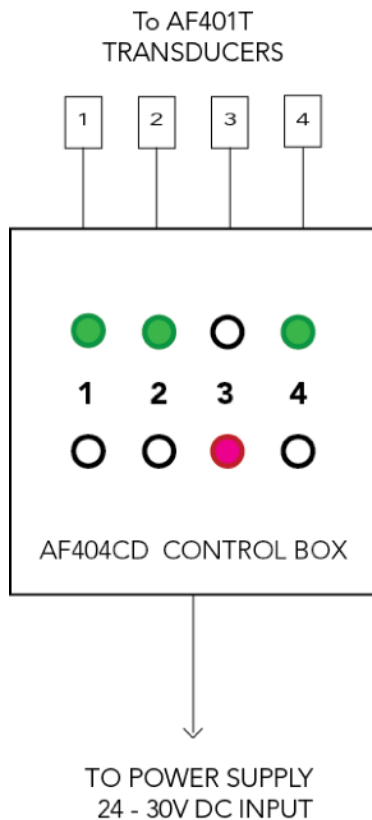 To AF401T
TRANSDUCERS
1 2 3 4
1 2 3 4
AF404CD CONTROL BOX
TO POWER SUPPLY
24 - 30V DC INPUT